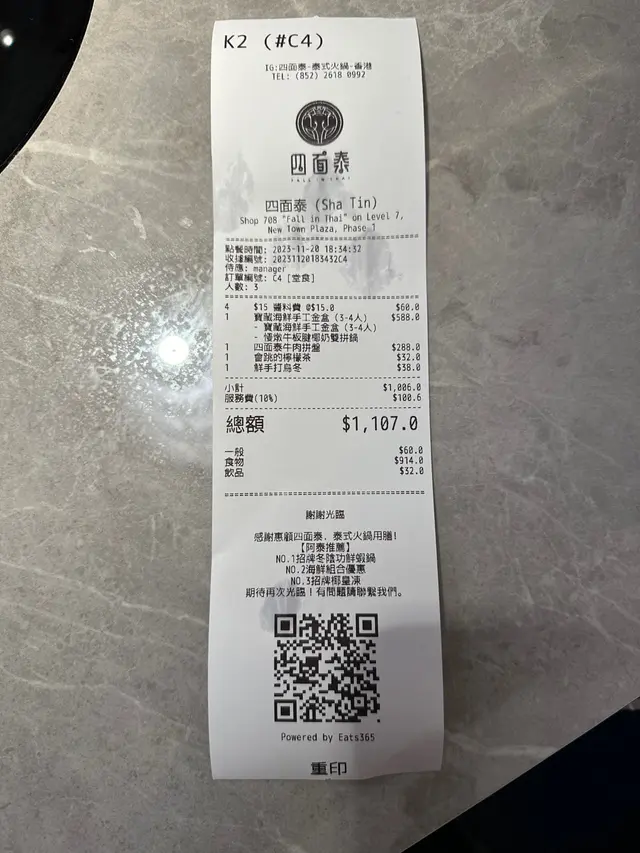 K2 (#C4)
IG:四面泰-泰式火鍋-香港
TEL: (852) 2618 0992
四面泰
FALL IN THAI
四面泰 (Sha Tin)
Shop 708 "Fall in Thai" on Level 7,
New Town Plaza, Phase 1
點餐時間: 2023-11-20 18:34:32
收據編號: 20231120183432C4
侍應: manager
訂單編號: C4 [堂食]
人數: 3
4 $15 醬料費 @$15.0 $60.0
1 寶藏海鮮手工金盒 (3-4人) $588.0
- 寶藏海鮮手工金盒 (3-4人)
- 慢燉牛板腱椰奶雙拼鍋
1 四面泰牛肉拼盤 $288.0
1 會跳的檸檬茶 $32.0
1 鮮手打烏冬 $38.0
小計 $1,006.0
服務費(10%) $100.6
總額 $1,107.0
一般 $60.0
食物 $914.0
飲品 $32.0
謝謝光臨
感謝惠顧四面泰、泰式火鍋用膳!
【阿泰推薦】
NO.1招牌冬陰功鮮蝦鍋
NO.2海鮮組合優惠
NO.3招牌椰皇凍
期待再次光臨!有問題請聯繫我們。
Powered by Eats365
重印